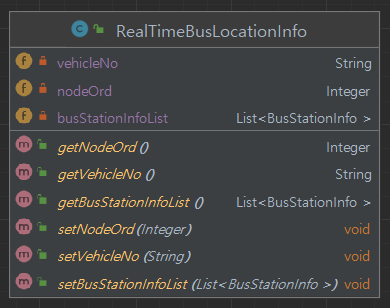 RealTimeBusLocationInfo
vehicleNo String
nodeOrd Integer
busStationInfoList List<BusStationInfo >
getNodeOrd () Integer
getVehicleNo () String
getBusStationInfoList () List<BusStationInfo >
setNodeOrd (Integer) void
setVehicleNo (String) void
setBusStationInfoList (List<BusStationInfo >) void